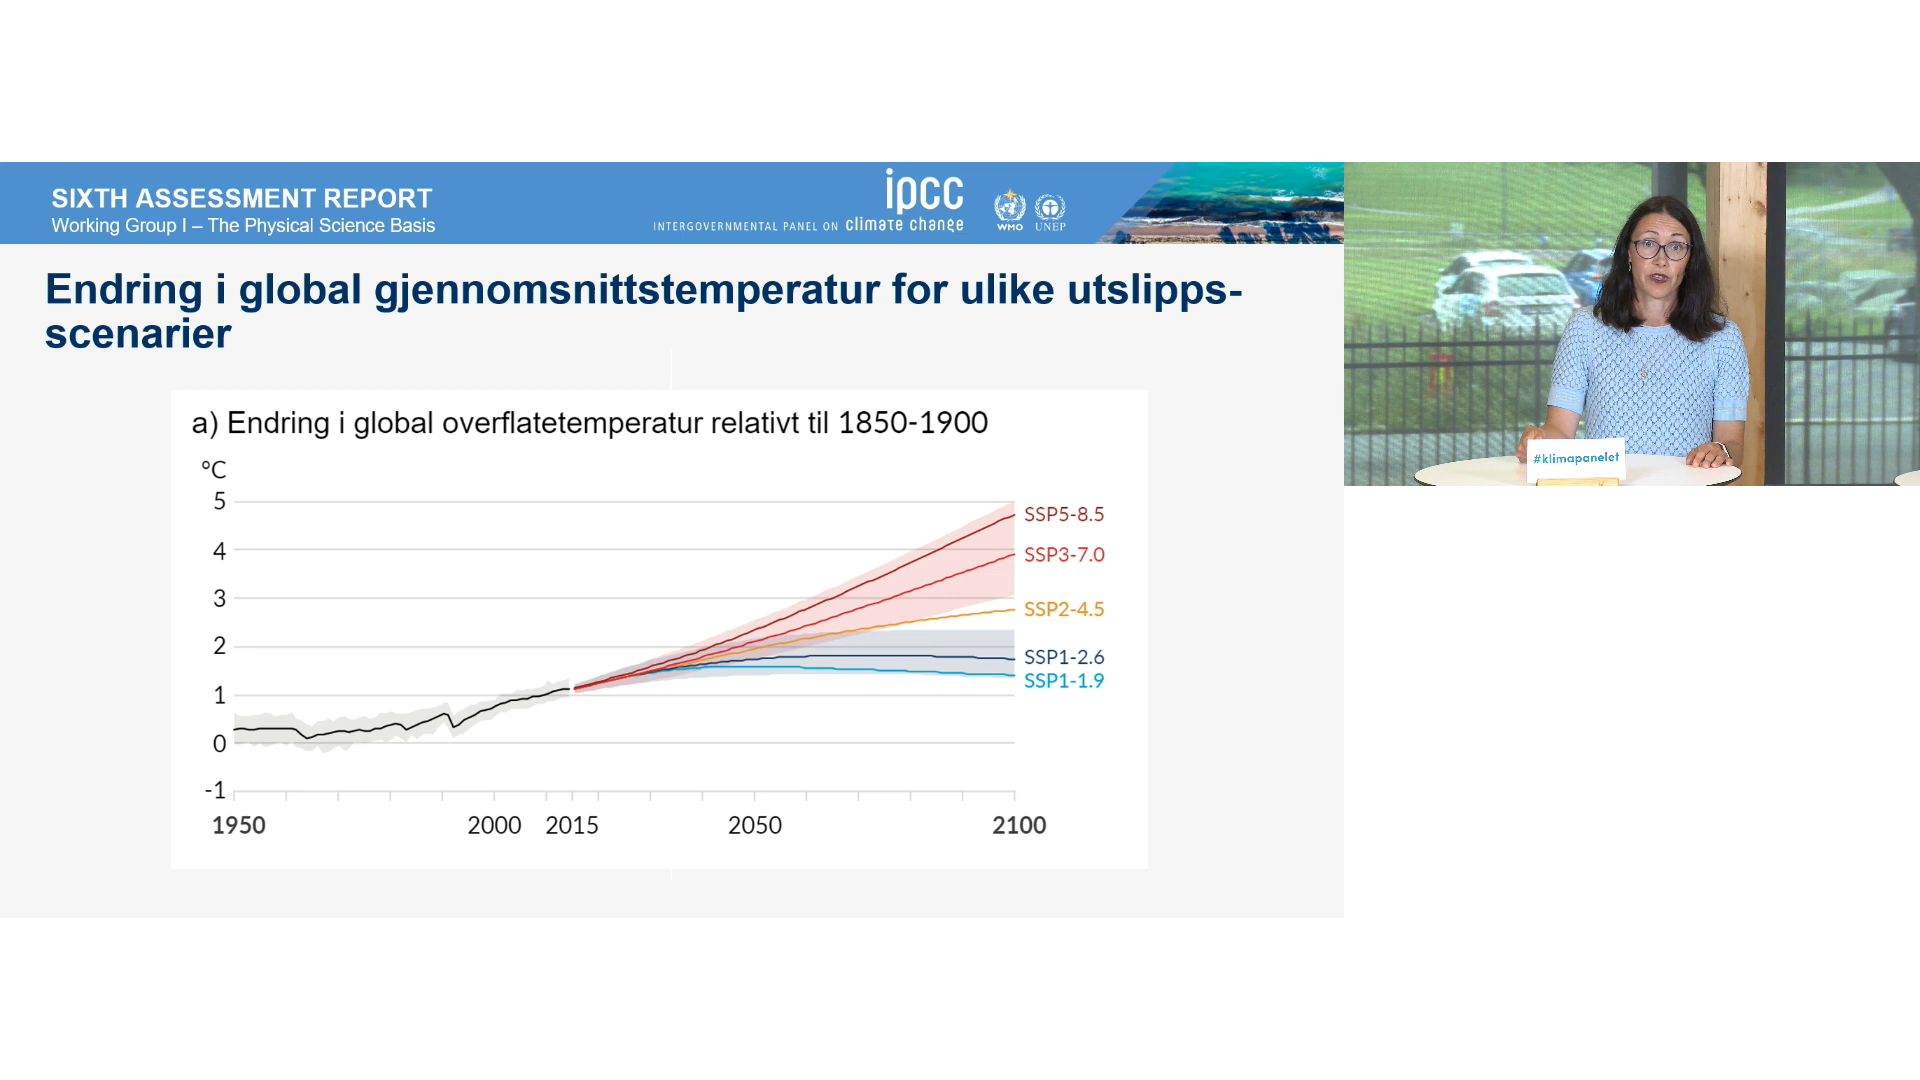 SIXTH ASSESSMENT REPORT
Working Group I – The Physical Science Basis
ipcc
INTERGOVERNMENTAL PANEL ON climate change
WMO
UNEP
Endring i global gjennomsnittstemperatur for ulike utslipps-
scenarier
a) Endring i global overflatetemperatur relativt til 1850-1900
°C
5
4
3
2
1
0
-1
SSP5-8.5
SSP3-7.0
SSP2-4.5
SSP1-2.6
SSP1-1.9
1950 2000 2015 2050 2100
#klimapanelet